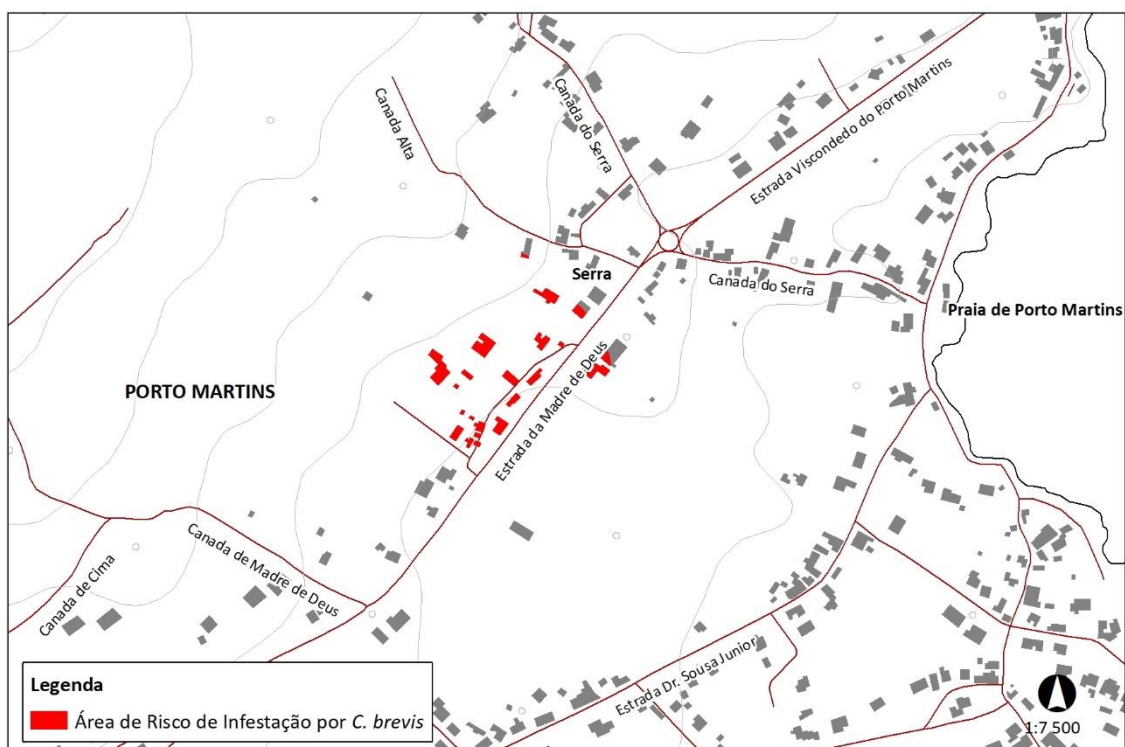 Canada do Serra
Canada Alta
Estrada Viscondedo do Porto Martins
Serra
Canada do Serra
Praia de Porto Martins
PORTO MARTINS
Estrada da Madre de Deus
Canada de Madre de Deus
Canada de Cima
Estrada Dr. Sousa Junior
Legenda
Área de Risco de Infestação por C. brevis
1:7 500